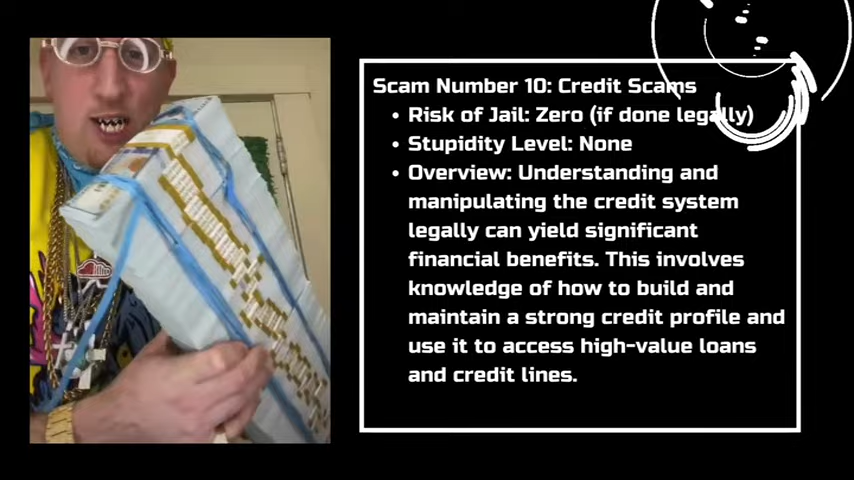 Scam Number 10: Credit Scams
• Risk of Jail: Zero (if done legally)
• Stupidity Level: None
• Overview: Understanding and
manipulating the credit system
legally can yield significant
financial benefits. This involves
knowledge of how to build and
maintain a strong credit profile and
use it to access high-value loans
and credit lines.